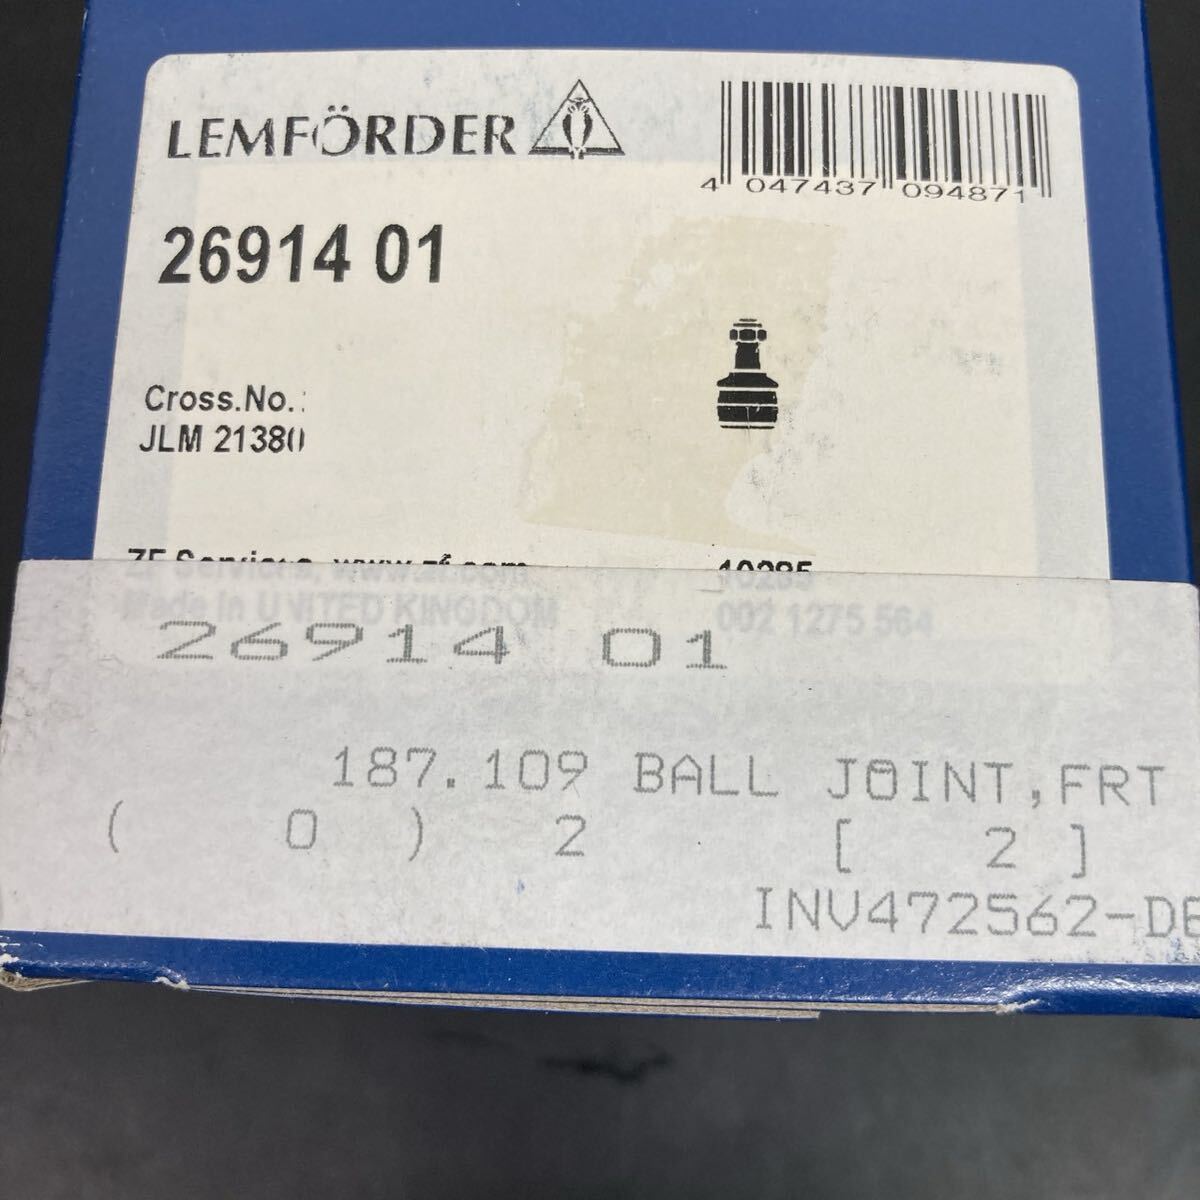 LEMFÖRDER
4 047437 094871
26914 01
Cross.No.:
JLM 21380
ZF Services, www.zf.com
10285
Made in UNITED KINGDOM
002 1275 564
26914 01
187.109 BALL JOINT,FRT
( 0 ) 2 [ 2 ]
INV472562-DE